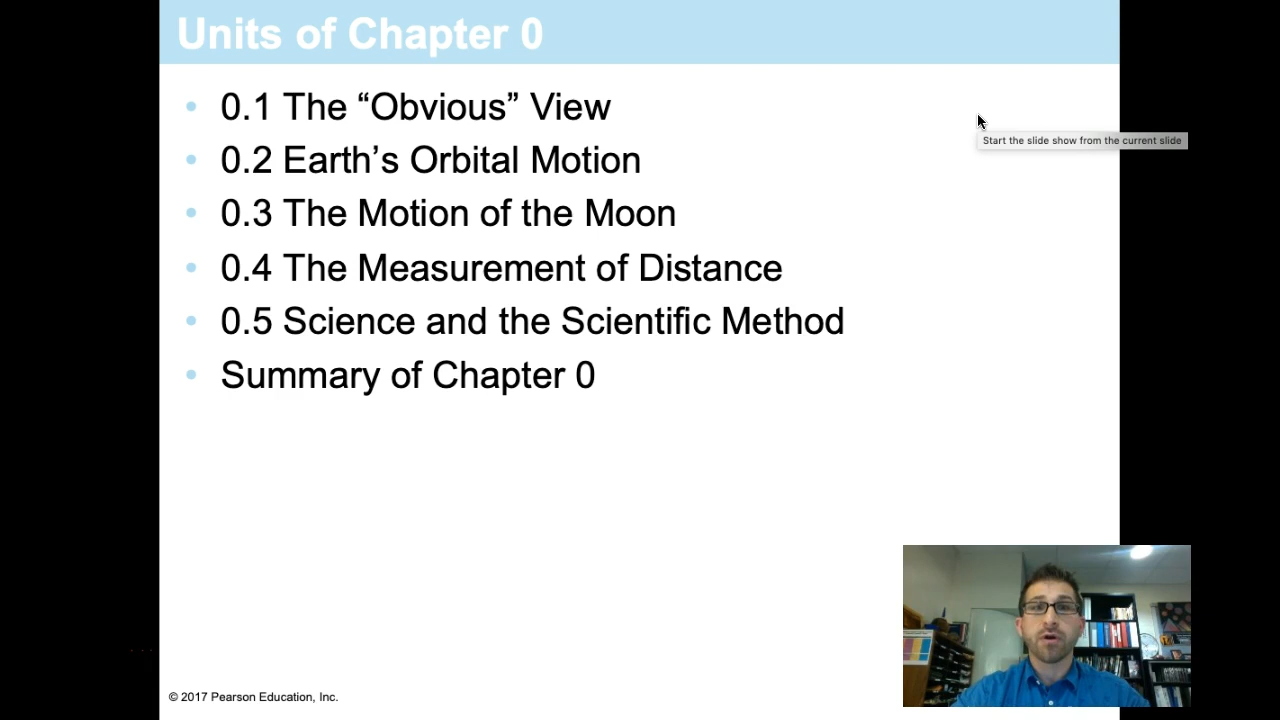 Units of Chapter 0
• 0.1 The “Obvious” View
Start the slide show from the current slide
• 0.2 Earth’s Orbital Motion
• 0.3 The Motion of the Moon
• 0.4 The Measurement of Distance
• 0.5 Science and the Scientific Method
• Summary of Chapter 0
© 2017 Pearson Education, Inc.